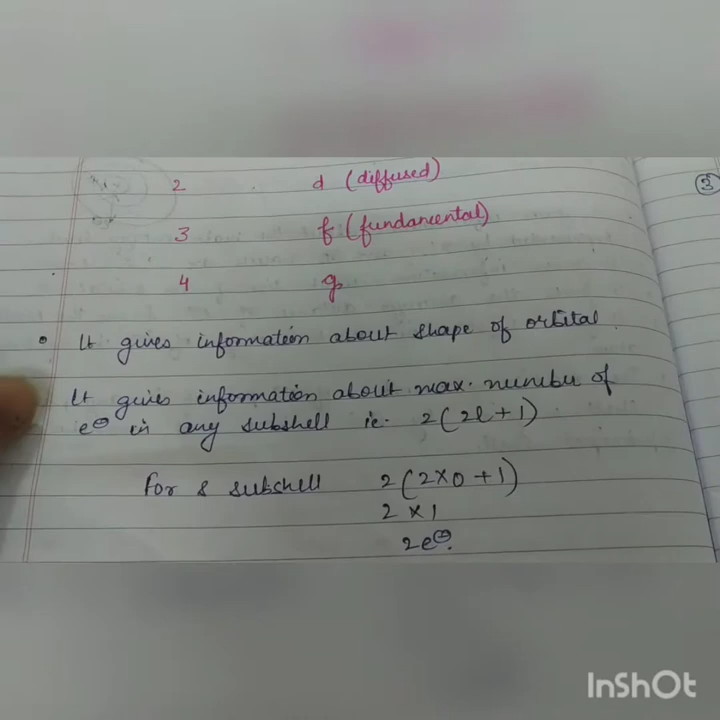 2 d (diffused)
3
3 f (fundamental)
4 g
It gives information about shape of orbital.
It gives information about max. number of
e⊖ in any subshell ie. 2(2l+1)
For s subshell 2(2×0+1)
2×1
2e⊖.
InShOt